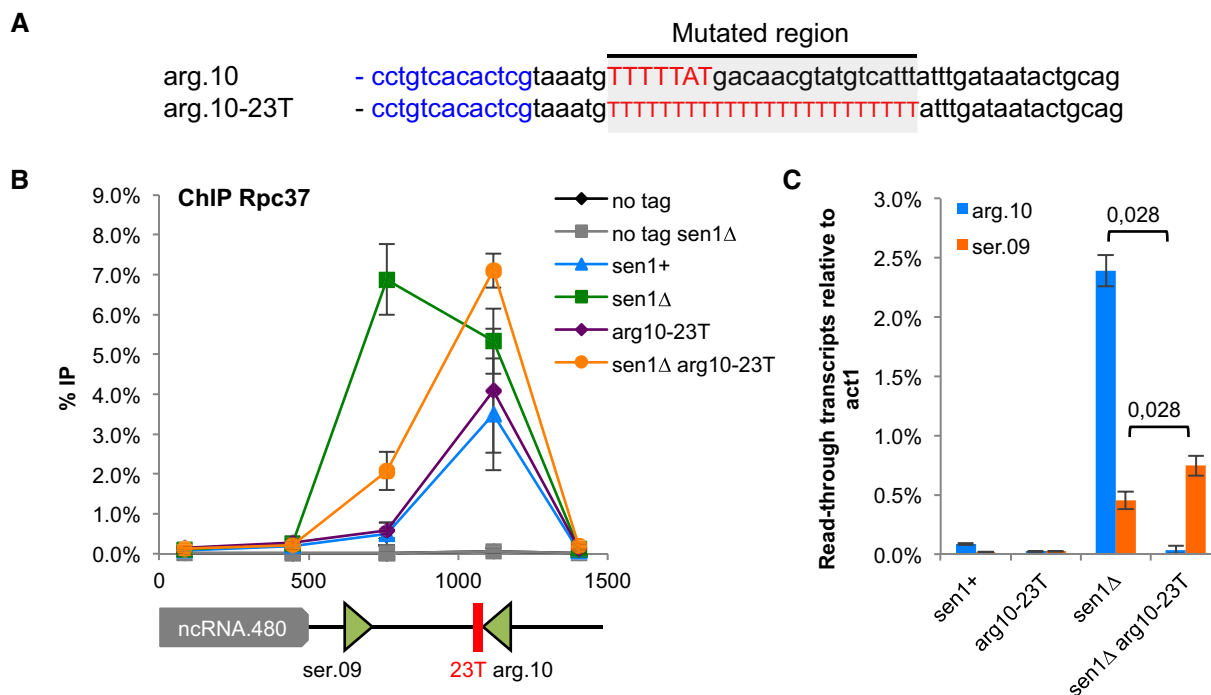 A
Mutated region
arg.10 - cctgtcacactcgtaaatgTTTTTATgacaacgtatgtcatttatttgataatactgcag
arg.10-23T - cctgtcacactcgtaaatgTTTTTTTTTTTTTTTTTTTTTTTatttgataatactgcag
B
ChIP Rpc37
% IP
9.0%
8.0%
7.0%
6.0%
5.0%
4.0%
3.0%
2.0%
1.0%
0.0%
0 500 1000 1500
no tag
no tag sen1Δ
sen1+
sen1Δ
arg10-23T
sen1Δ arg10-23T
ncRNA.480
ser.09 23T arg.10
C
Read-through transcripts relative to
act1
3.0%
2.5%
2.0%
1.5%
1.0%
0.5%
0.0%
arg.10
ser.09
0,028
0,028
sen1+
arg10-23T
sen1Δ
sen1Δ arg10-23T